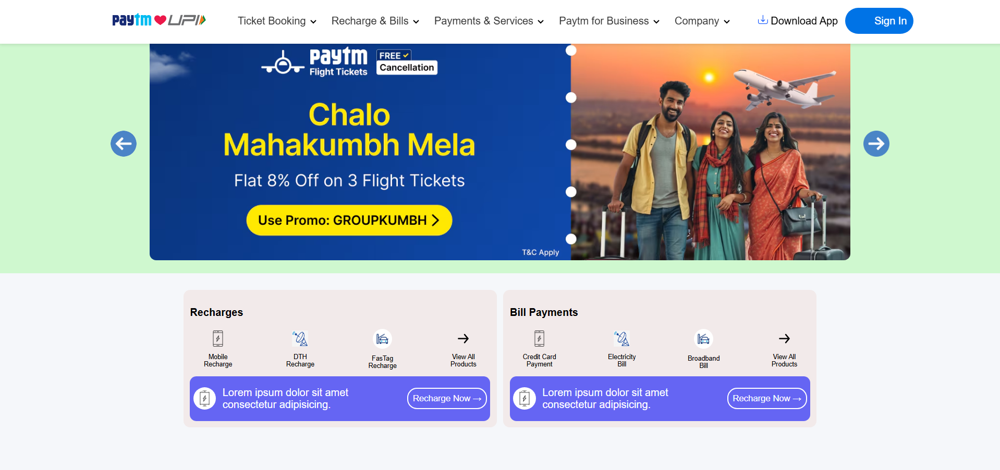 paytm UPI
Ticket Booking
Recharge & Bills
Payments & Services
Paytm for Business
Company
Download App
Sign In
paytm
Flight Tickets
FREE
Cancellation
Chalo
Mahakumbh Mela
Flat 8% Off on 3 Flight Tickets
Use Promo: GROUPKUMBH
T&C Apply
Recharges
Mobile
Recharge
DTH
Recharge
FasTag
Recharge
View All
Products
Lorem ipsum dolor sit amet
consectetur adipisicing.
Recharge Now →
Bill Payments
Credit Card
Payment
Electricity
Bill
Broadband
Bill
View All
Products
Lorem ipsum dolor sit amet
consectetur adipisicing.
Recharge Now →